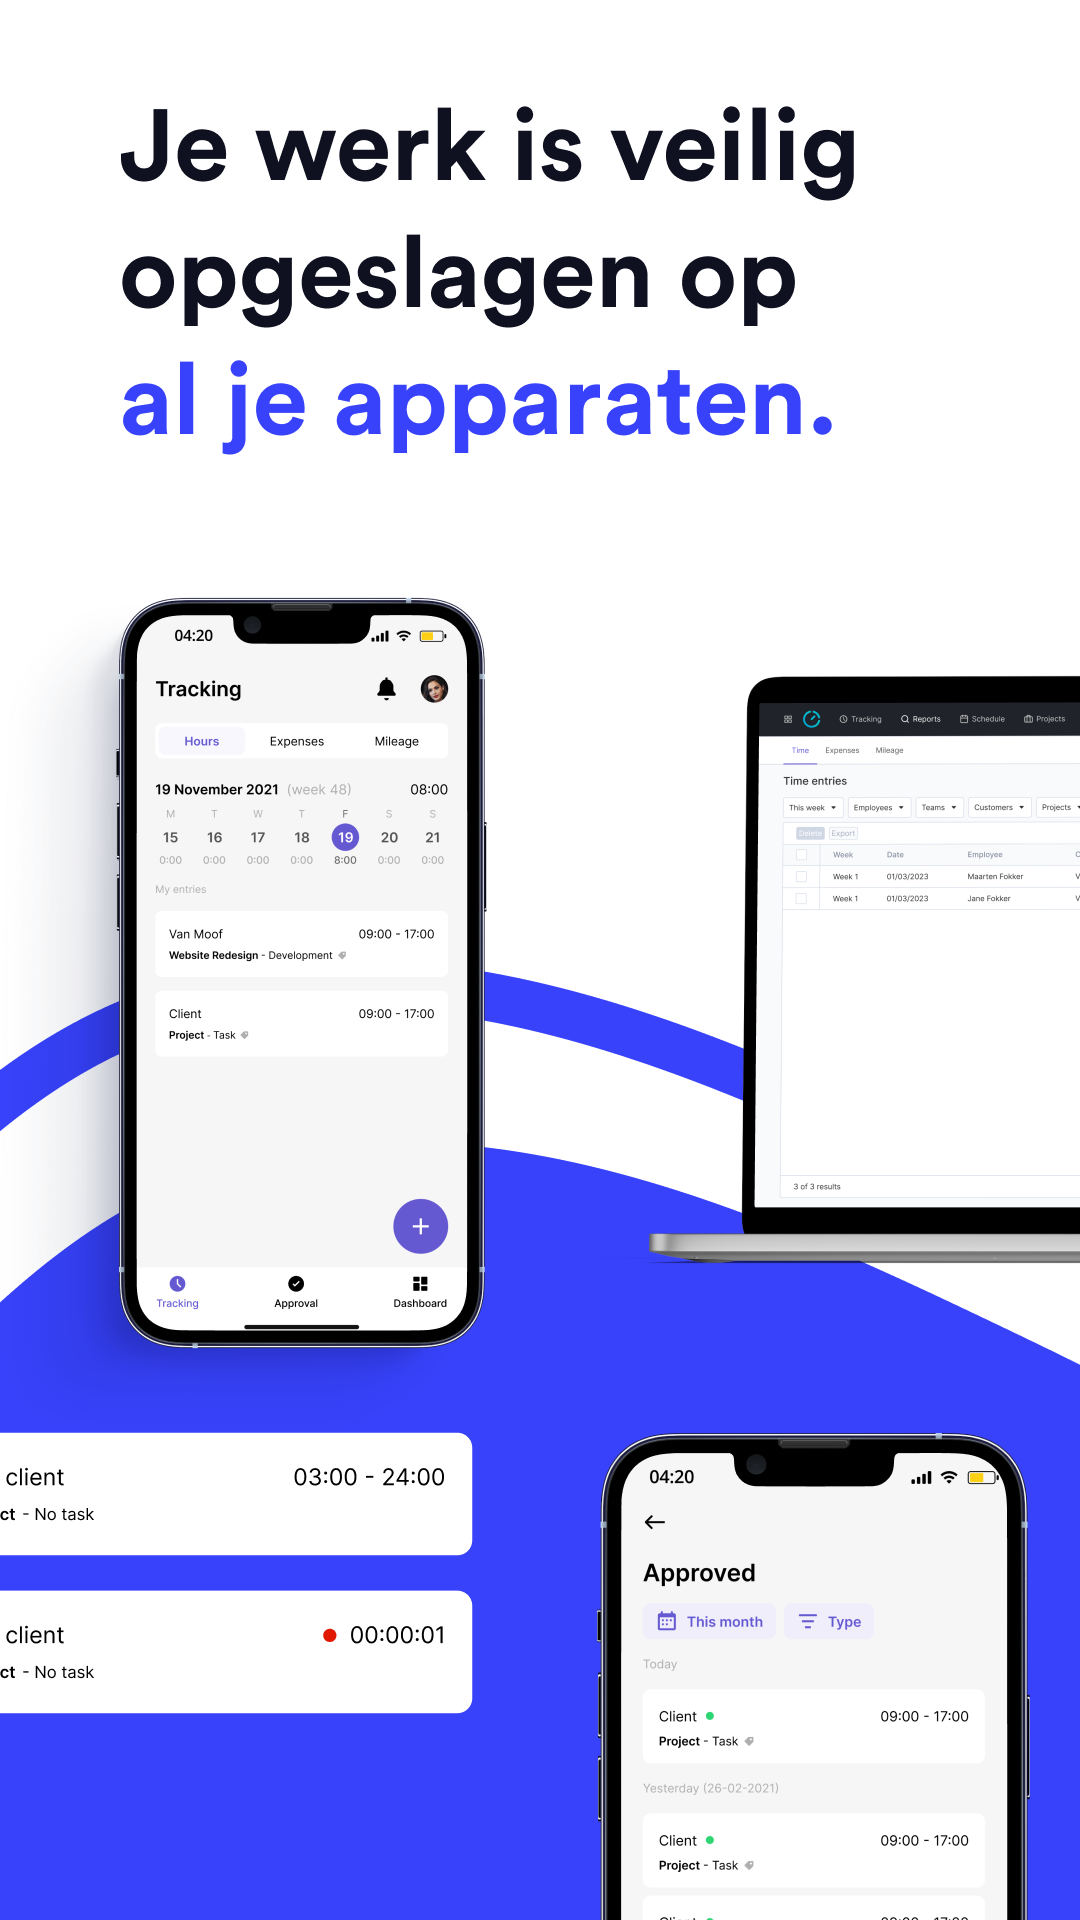 Je werk is veilig
opgeslagen op
al je apparaten.
04:20
Tracking
Hours Expenses Mileage
19 November 2021 (week 48) 08:00
M T W T F S S
15 16 17 18 19 20 21
0:00 0:00 0:00 0:00 8:00 0:00 0:00
My entries
Van Moof 09:00 - 17:00
Website Redesign - Development
Client 09:00 - 17:00
Project - Task
+
Tracking Approval Dashboard
Tracking Reports Schedule Projects
Time Expenses Mileage
Time entries
This week Employees Teams Customers Projects
Delete Export
Week Date Employee C
Week 1 01/03/2023 Maarten Fokker V
Week 1 01/03/2023 Jane Fokker V
3 of 3 results
client 03:00 - 24:00
ct - No task
client 00:00:01
ct - No task
04:20
Approved
This month Type
Today
Client 09:00 - 17:00
Project - Task
Yesterday (26-02-2021)
Client 09:00 - 17:00
Project - Task